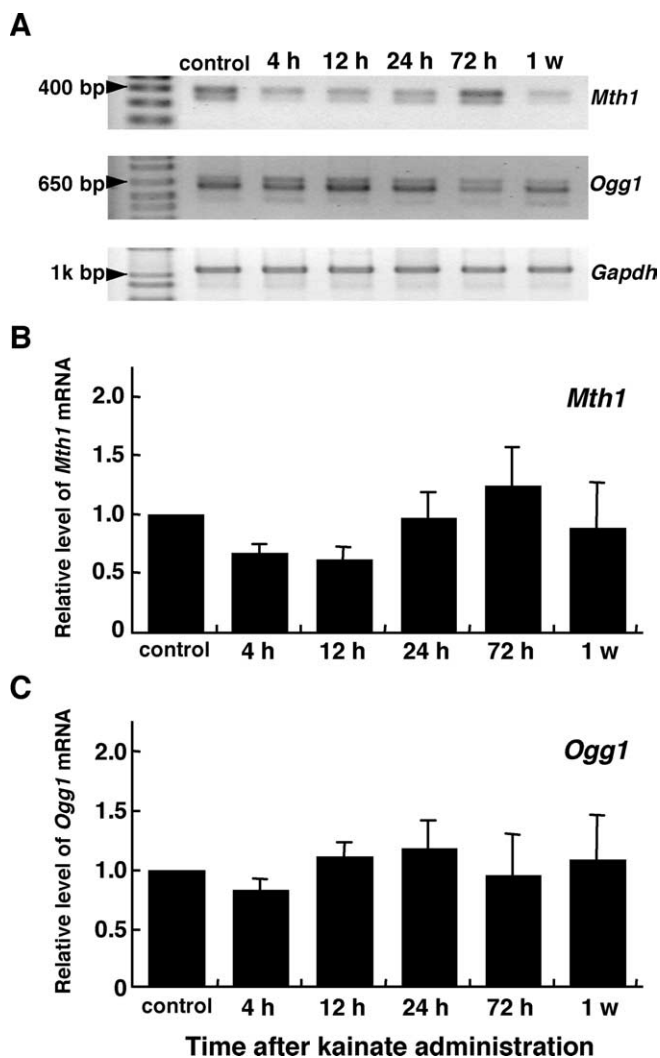 A
control 4 h 12 h 24 h 72 h 1 w
400 bp Mth1
650 bp Ogg1
1k bp Gapdh
B
Relative level of Mth1 mRNA
Mth1
2.0
1.5
1.0
0.5
0
control 4 h 12 h 24 h 72 h 1 w
C
Relative level of Ogg1 mRNA
Ogg1
2.0
1.5
1.0
0.5
0
control 4 h 12 h 24 h 72 h 1 w
Time after kainate administration